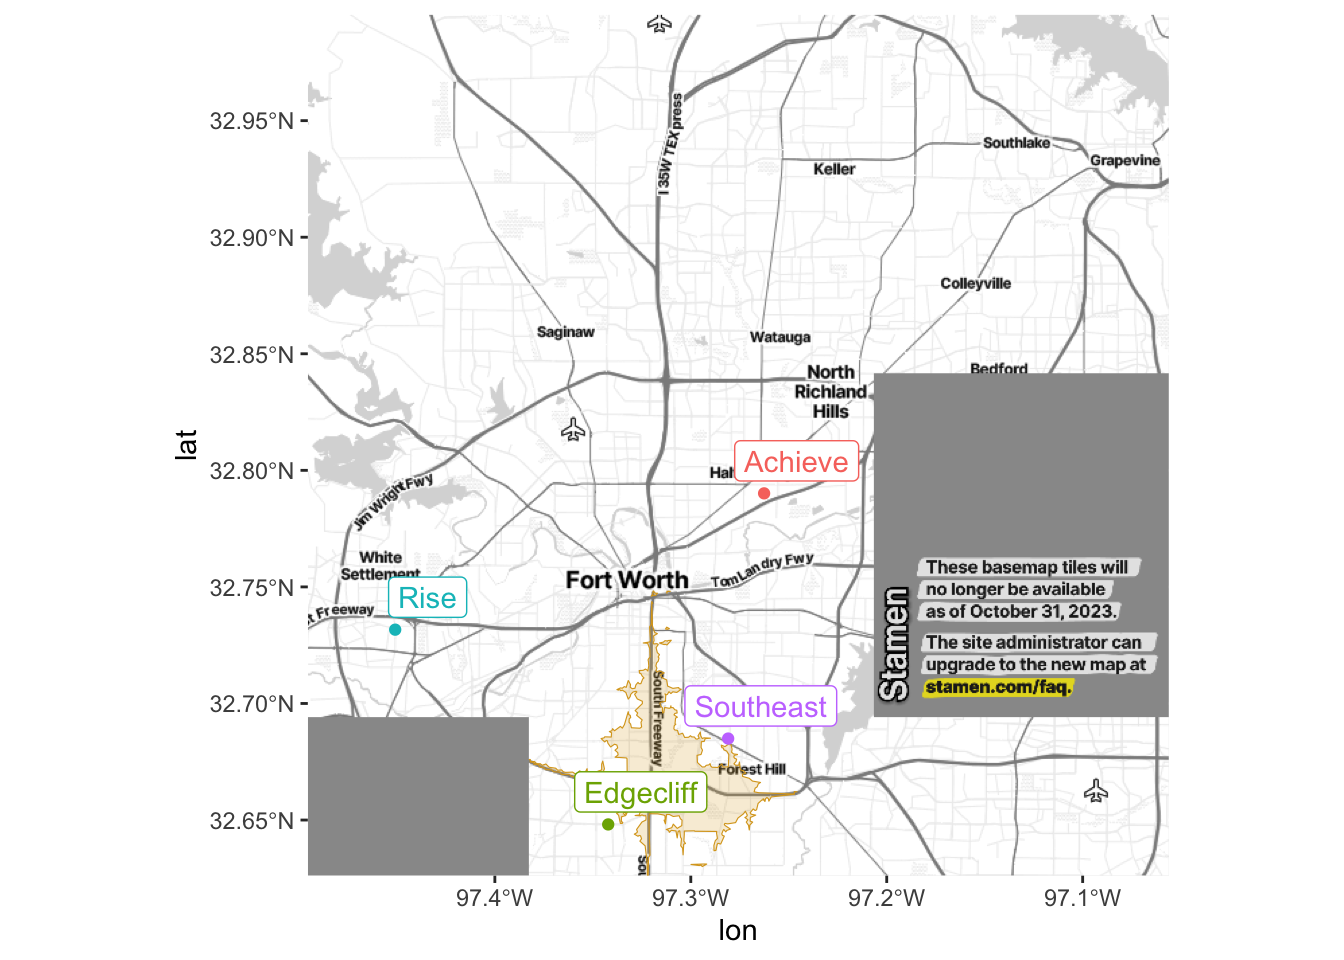 32.95°N
32.90°N
32.85°N
32.80°N
32.75°N
32.70°N
32.65°N
lat
I 35W TEXpress
Southlake
Grapevine
Keller
Colleyville
Saginaw
Watauga
Bedford
North
Richland
Hills
Achieve
Jim Wright Fwy
White
Settlement
Fort Worth
Tom Landry Fwy
Rise
Freeway
South Freeway
Southeast
Forest Hill
Edgecliff
Stamen
These basemap tiles will
no longer be available
as of October 31, 2023.
The site administrator can
upgrade to the new map at
stamen.com/faq.
97.4°W
97.3°W
97.2°W
97.1°W
lon